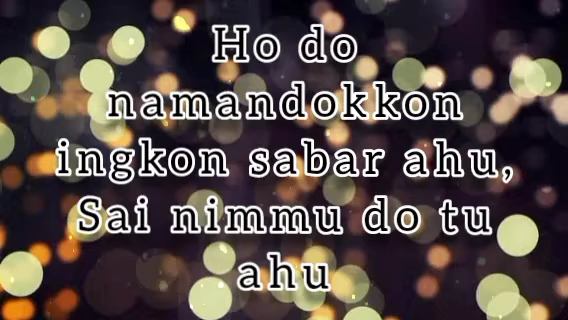 Ho do
namandokkon
ingkon sabar ahu,
Sai nimmu do tu
ahu